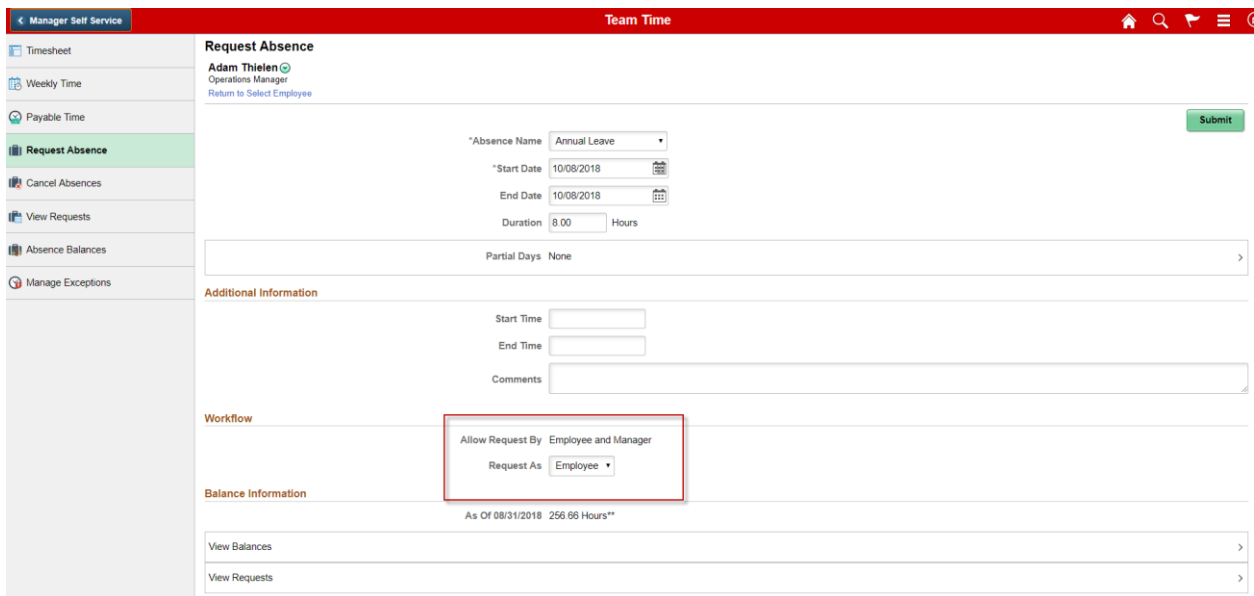 Manager Self Service
Team Time
Timesheet
Weekly Time
Payable Time
Request Absence
Cancel Absences
View Requests
Absence Balances
Manage Exceptions
Request Absence
Adam Thielen
Operations Manager
Return to Select Employee
Submit
*Absence Name Annual Leave
*Start Date 10/08/2018
End Date 10/08/2018
Duration 8.00 Hours
Partial Days None
Additional Information
Start Time
End Time
Comments
Workflow
Allow Request By Employee and Manager
Request As Employee
Balance Information
As Of 08/31/2018 256.66 Hours**
View Balances
View Requests